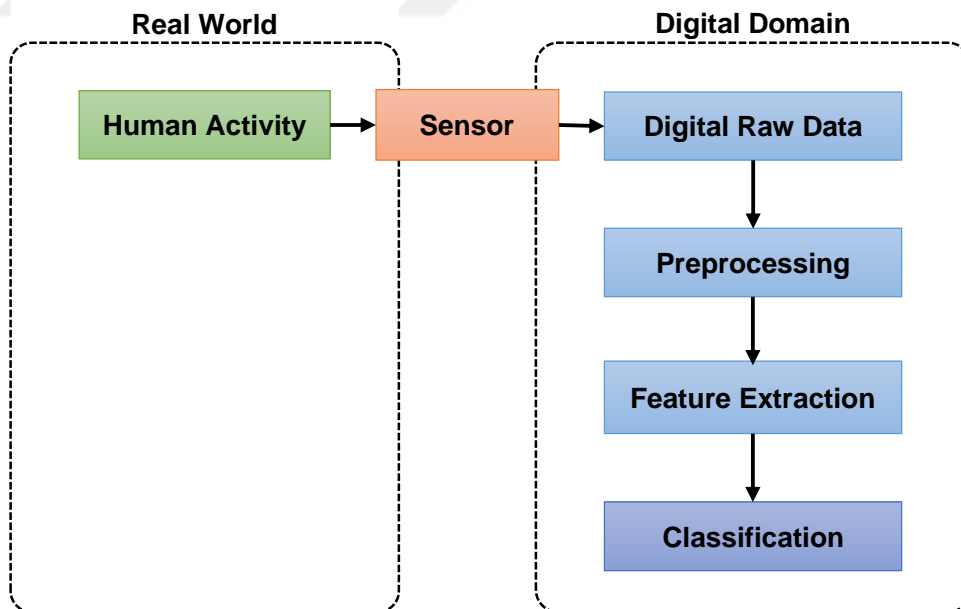 Real World
Digital Domain
Human Activity
Sensor
Digital Raw Data
Preprocessing
Feature Extraction
Classification